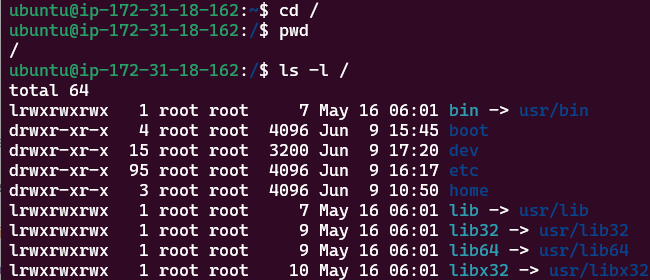 ubuntu@ip-172-31-18-162:~$ cd /
ubuntu@ip-172-31-18-162:/$ pwd
/
ubuntu@ip-172-31-18-162:/$ ls -l /
total 64
lrwxrwxrwx   1 root root     7 May 16 06:01 bin -> usr/bin
drwxr-xr-x   4 root root  4096 Jun  9 15:45 boot
drwxr-xr-x  15 root root  3200 Jun  9 17:20 dev
drwxr-xr-x  95 root root  4096 Jun  9 16:17 etc
drwxr-xr-x   3 root root  4096 Jun  9 10:50 home
lrwxrwxrwx   1 root root     7 May 16 06:01 lib -> usr/lib
lrwxrwxrwx   1 root root     9 May 16 06:01 lib32 -> usr/lib32
lrwxrwxrwx   1 root root     9 May 16 06:01 lib64 -> usr/lib64
lrwxrwxrwx   1 root root    10 May 16 06:01 libx32 -> usr/libx32